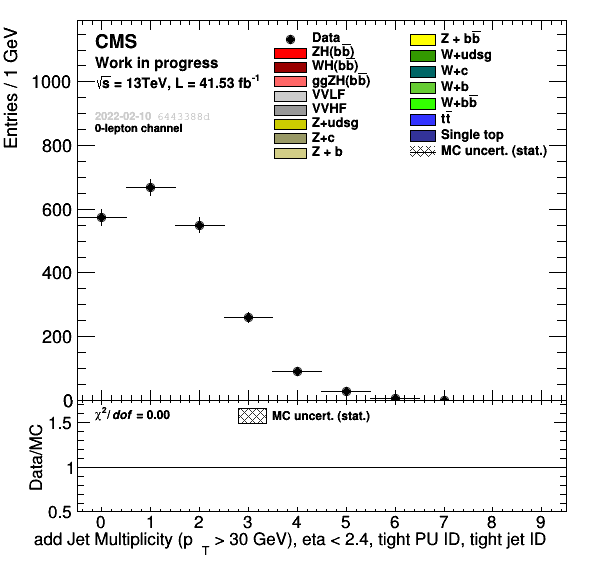 Entries / 1 GeV
CMS
Work in progress
√s = 13TeV, L = 41.53 fb⁻¹
2022-02-10 6443388d
0-lepton channel
Data
ZH(bb̅)
WH(bb̅)
ggZH(bb̅)
VVLF
VVHF
Z+udsg
Z+c
Z + b
Z + bb̅
W+udsg
W+c
W+b
W+bb̅
tt̅
Single top
MC uncert. (stat.)
1000
800
600
400
200
0
χ²/dof = 0.00
MC uncert. (stat.)
Data/MC
1.5
1
0.5
0 1 2 3 4 5 6 7 8 9
add Jet Multiplicity (p_T > 30 GeV), eta < 2.4, tight PU ID, tight jet ID